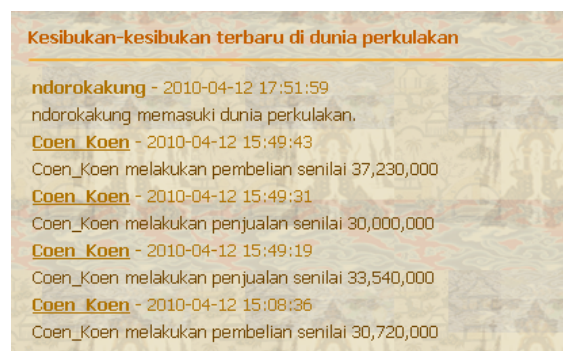 Kesibukan-kesibukan terbaru di dunia perkulakan
ndorokakung - 2010-04-12 17:51:59
ndorokakung memasuki dunia perkulakan.
Coen_Koen - 2010-04-12 15:49:43
Coen_Koen melakukan pembelian senilai 37,230,000
Coen_Koen - 2010-04-12 15:49:31
Coen_Koen melakukan penjualan senilai 30,000,000
Coen_Koen - 2010-04-12 15:49:19
Coen_Koen melakukan penjualan senilai 33,540,000
Coen_Koen - 2010-04-12 15:08:36
Coen_Koen melakukan pembelian senilai 30,720,000